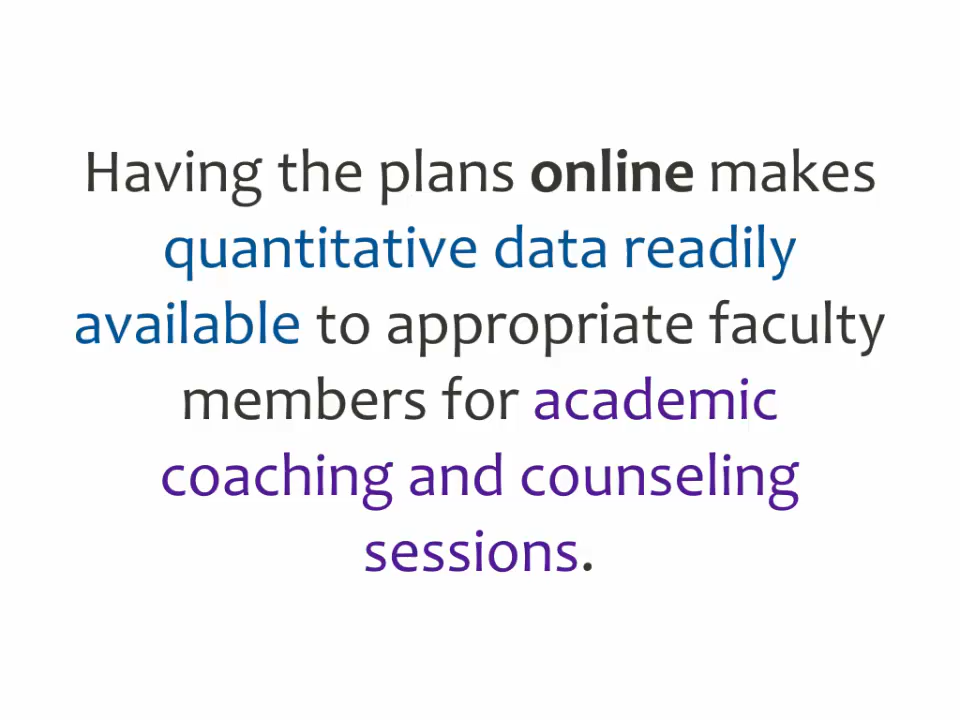 Having the plans online makes
quantitative data readily
available to appropriate faculty
members for academic
coaching and counseling
sessions.